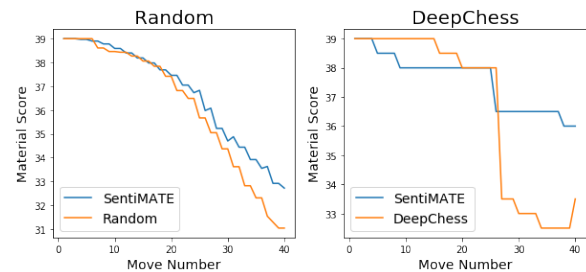 Random
Material Score
39
38
37
36
35
34
33
32
31
0 10 20 30 40
Move Number
SentiMATE
Random
DeepChess
Material Score
39
38
37
36
35
34
33
0 10 20 30 40
Move Number
SentiMATE
DeepChess